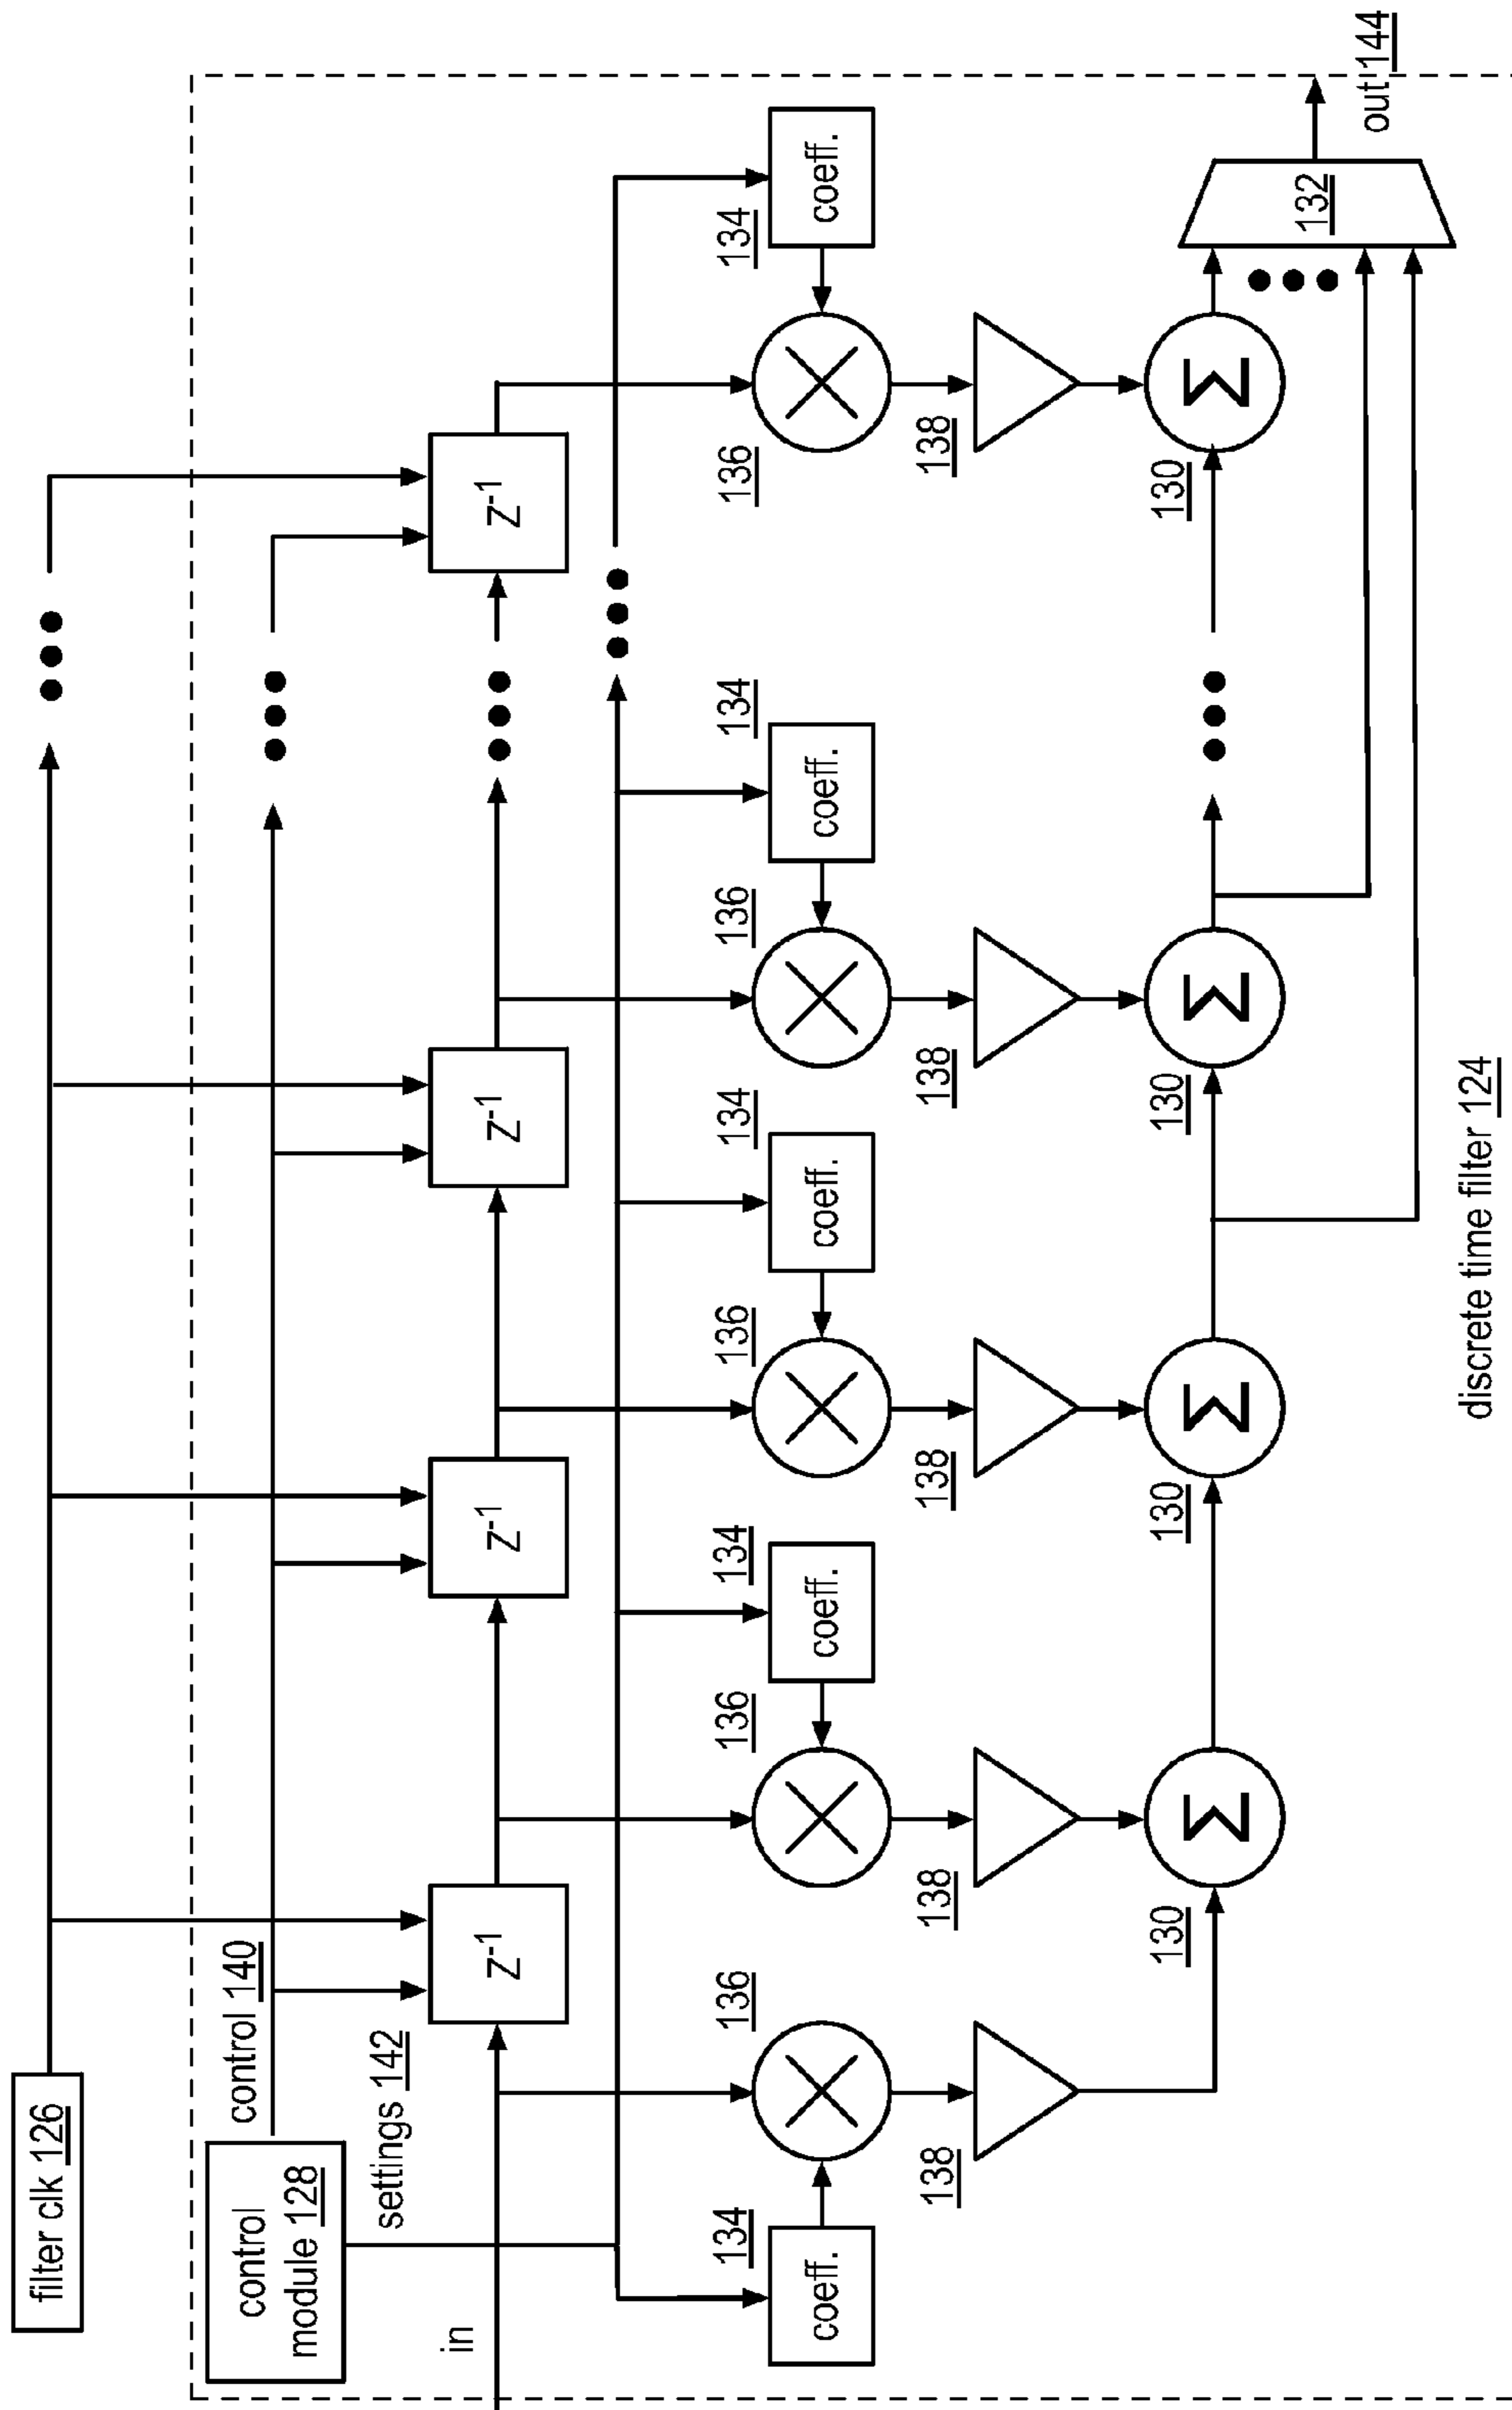 filter clk 126
control
module 128
control 140
settings 142
in
Z-1
Z-1
Z-1
Z-1
coeff.
134
136
136
coeff.
134
136
coeff.
134
136
coeff.
134
136
coeff.
134
138
138
138
138
138
130
130
130
130
132
out 144
discrete time filter 124